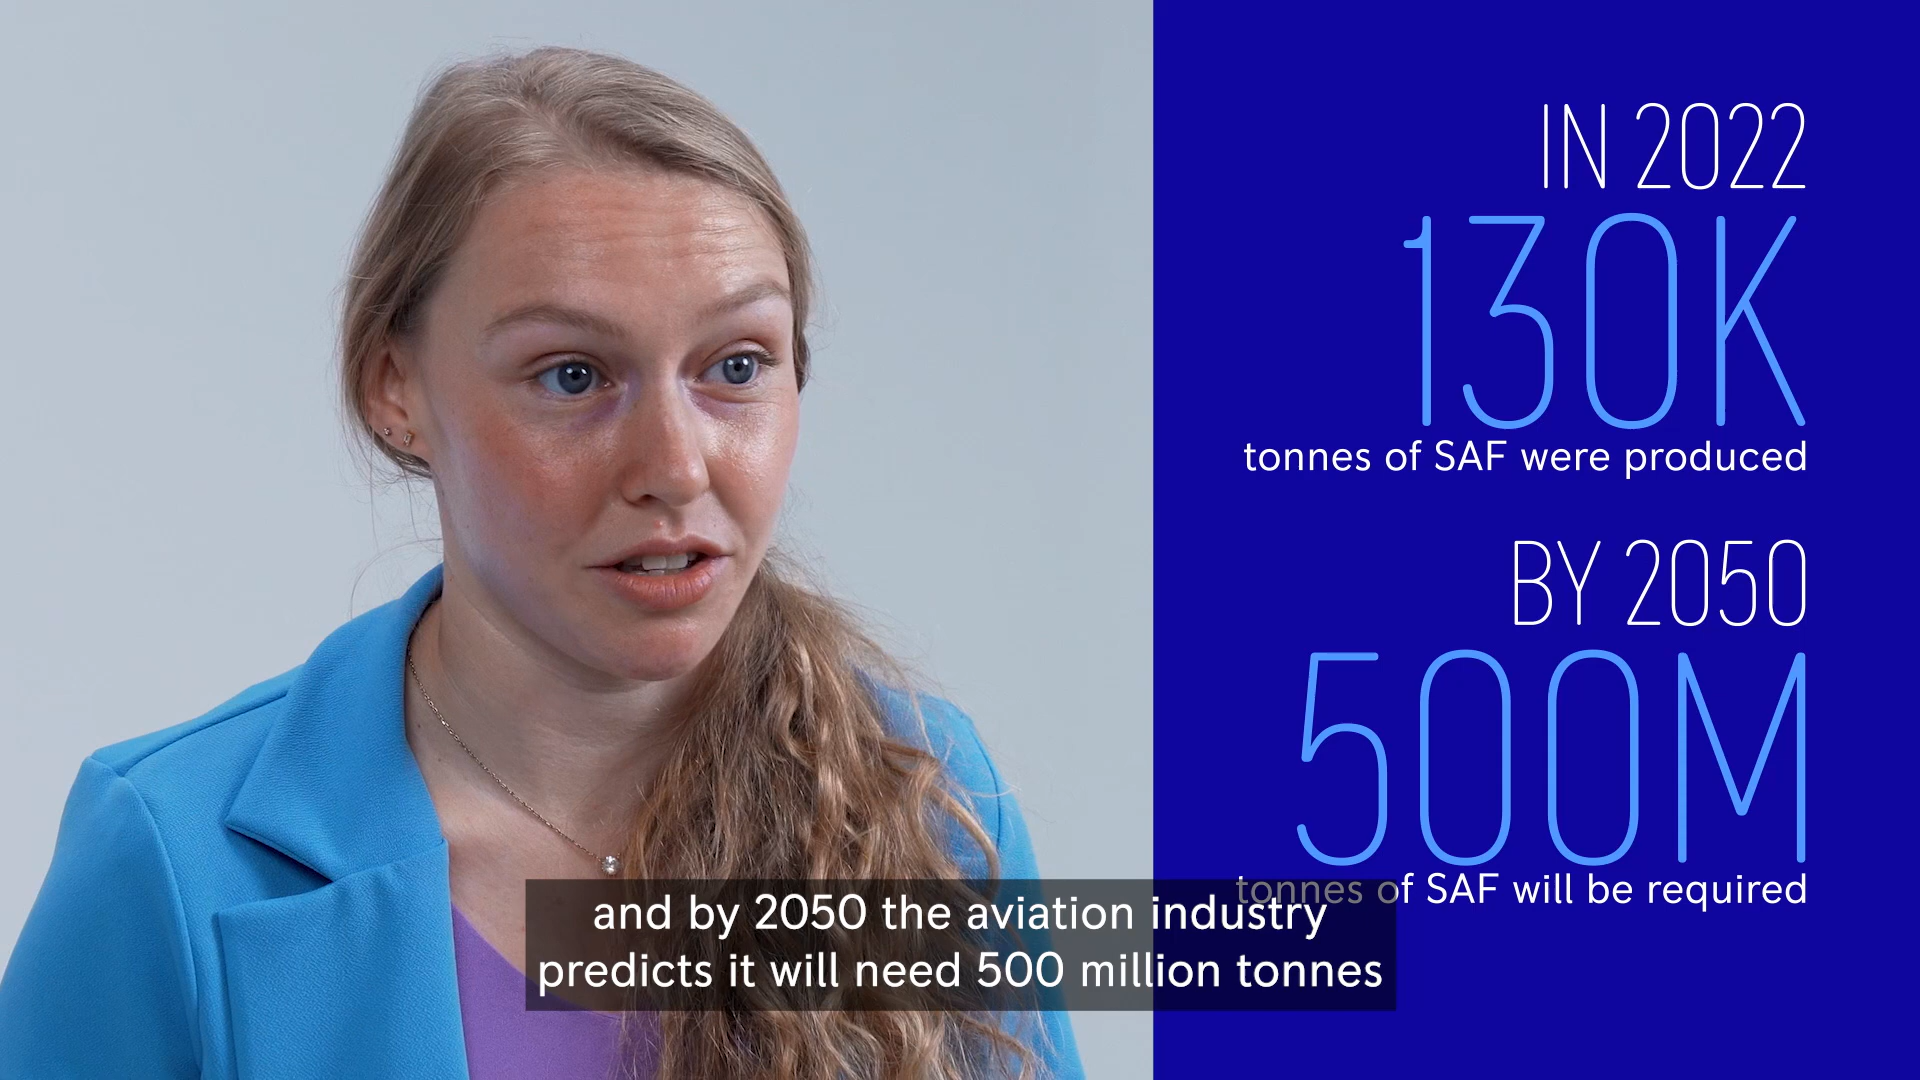 IN 2022
130K
tonnes of SAF were produced
BY 2050
500M
tonnes of SAF will be required
and by 2050 the aviation industry
predicts it will need 500 million tonnes